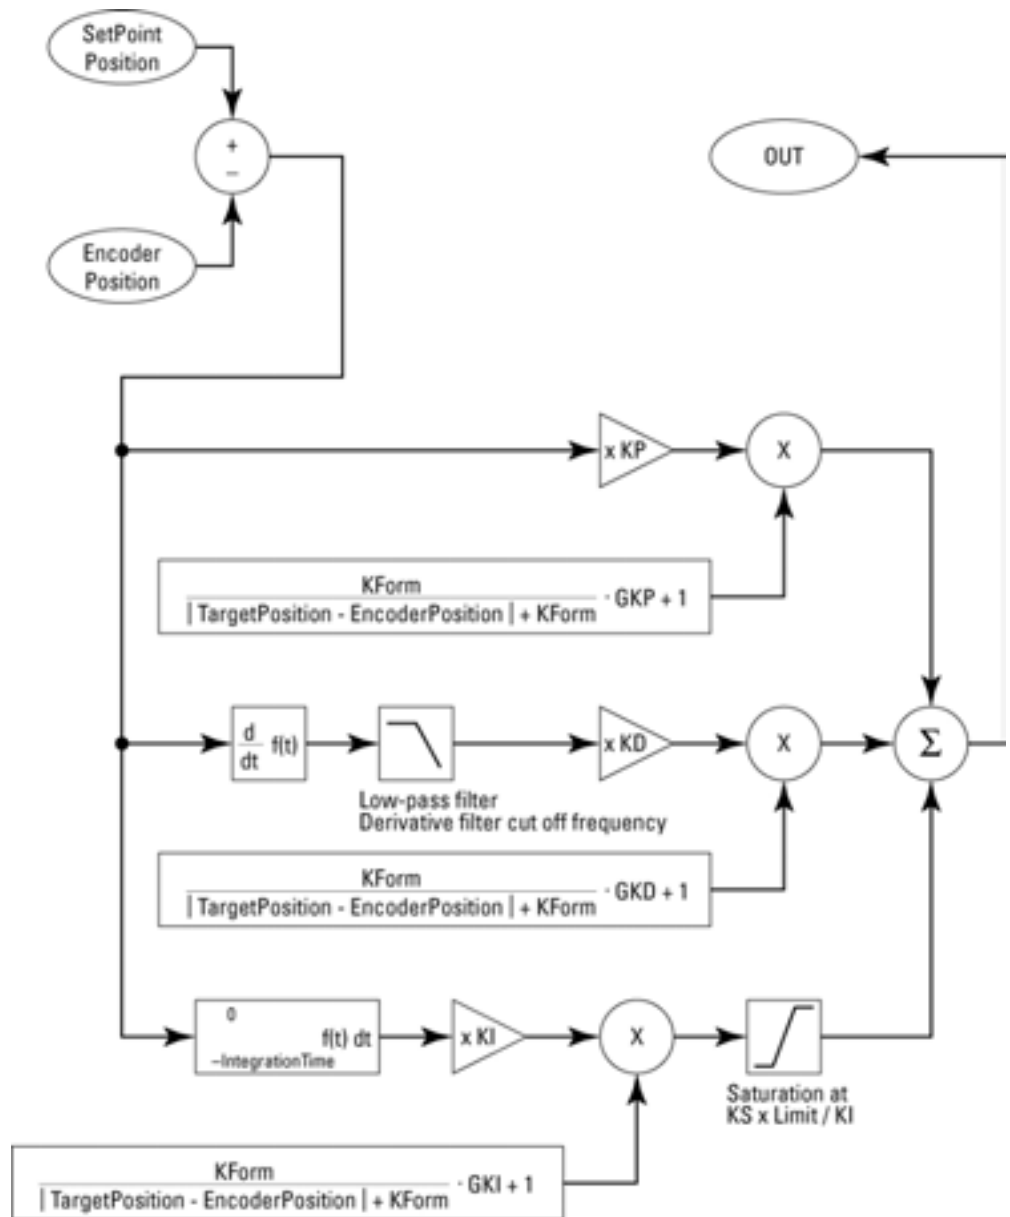 SetPoint
Position
+
–
OUT
Encoder
Position
x KP
X
KForm
| TargetPosition - EncoderPosition | + KForm
· GKP + 1
d
dt
f(t)
x KD
X
Σ
Low-pass filter
Derivative filter cut off frequency
KForm
| TargetPosition - EncoderPosition | + KForm
· GKD + 1
0
f(t) dt
–IntegrationTime
x KI
X
Saturation at
KS x Limit / KI
KForm
| TargetPosition - EncoderPosition | + KForm
· GKI + 1